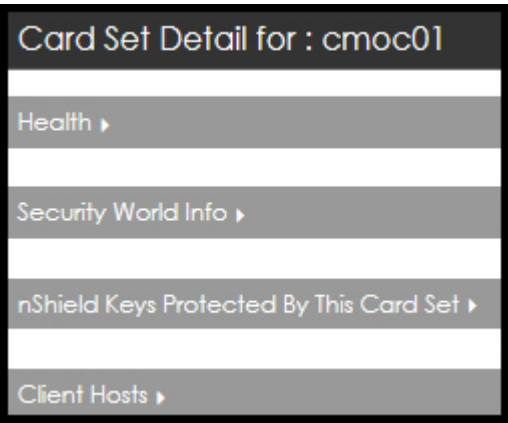 Card Set Detail for : cmoc01
Health
Security World Info
nShield Keys Protected By This Card Set
Client Hosts